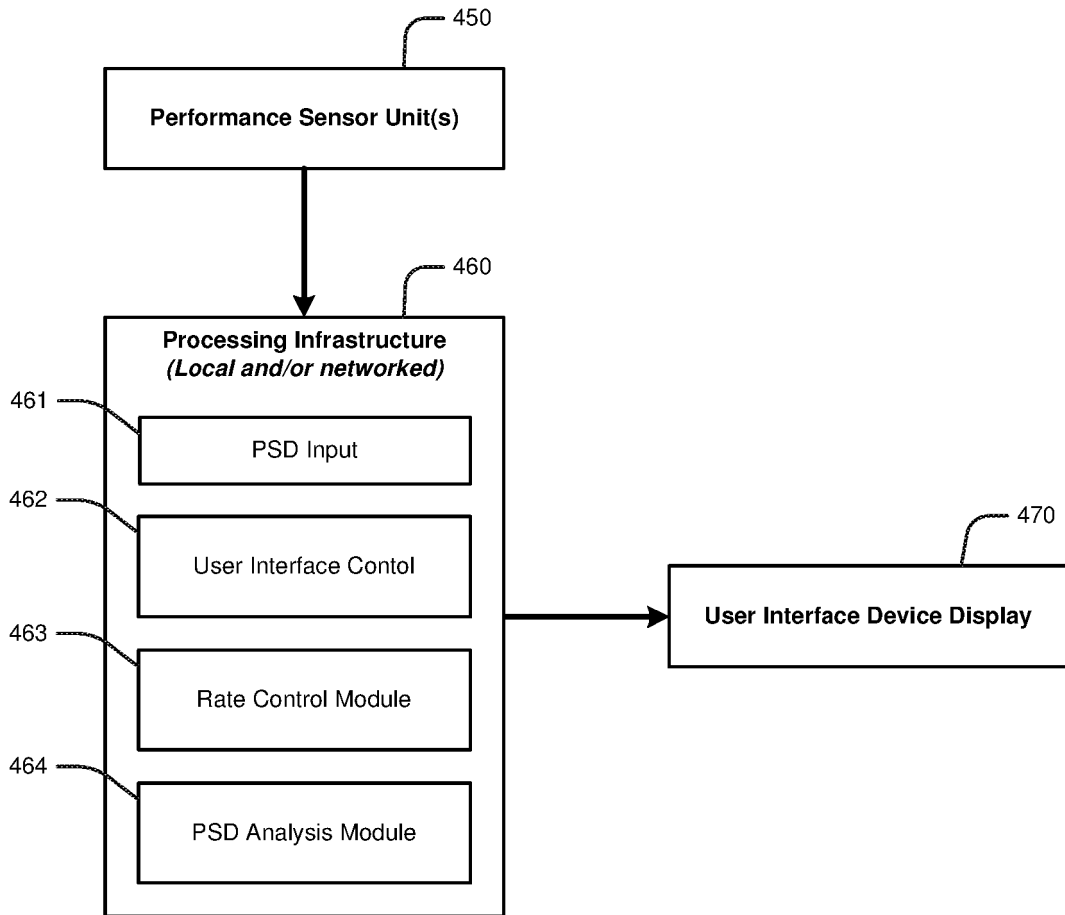 450
Performance Sensor Unit(s)
460
Processing Infrastructure
(Local and/or networked)
461
PSD Input
462
User Interface Contol
470
User Interface Device Display
463
Rate Control Module
464
PSD Analysis Module